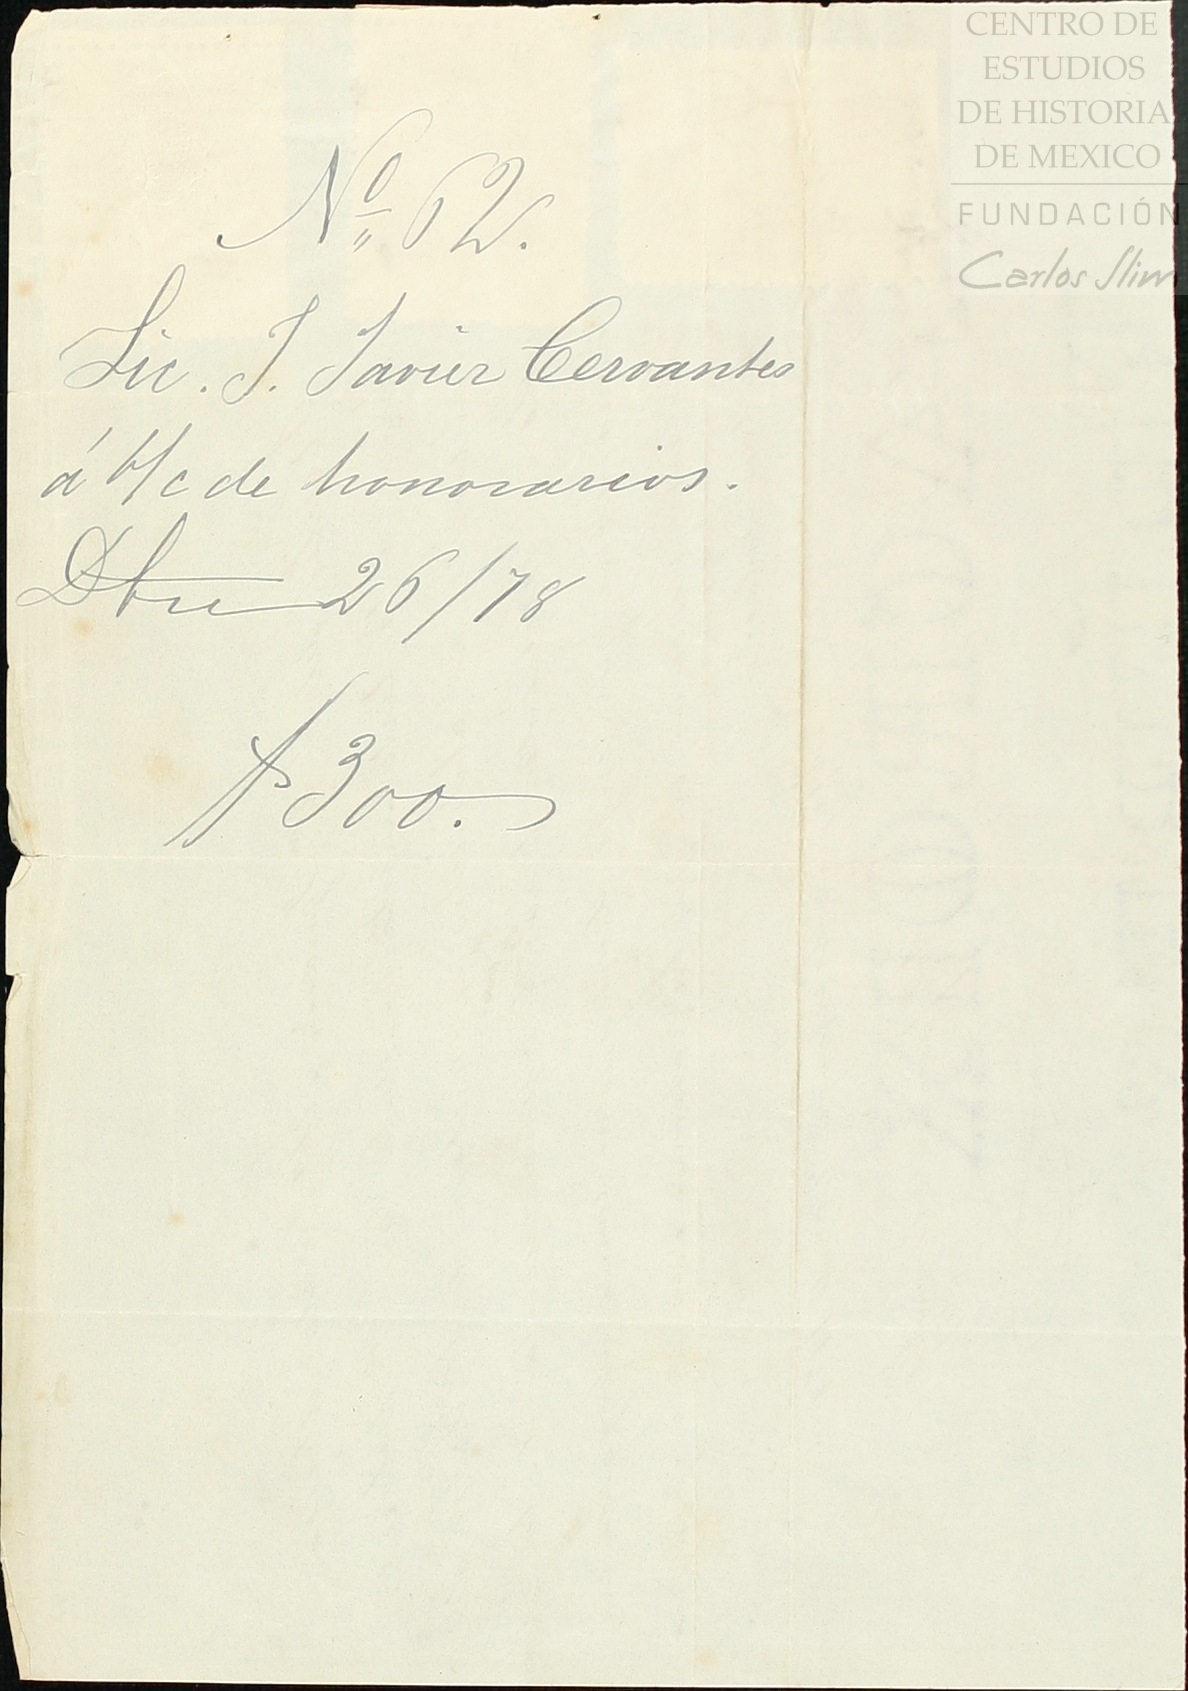 CENTRO DE
ESTUDIOS
DE HISTORIA
DE MEXICO
FUNDACIÓN
Carlos Slim
Nº 62.
Lic. J. Javier Cervantes
á b/c de honorarios.
Dbre 26/78
$300.